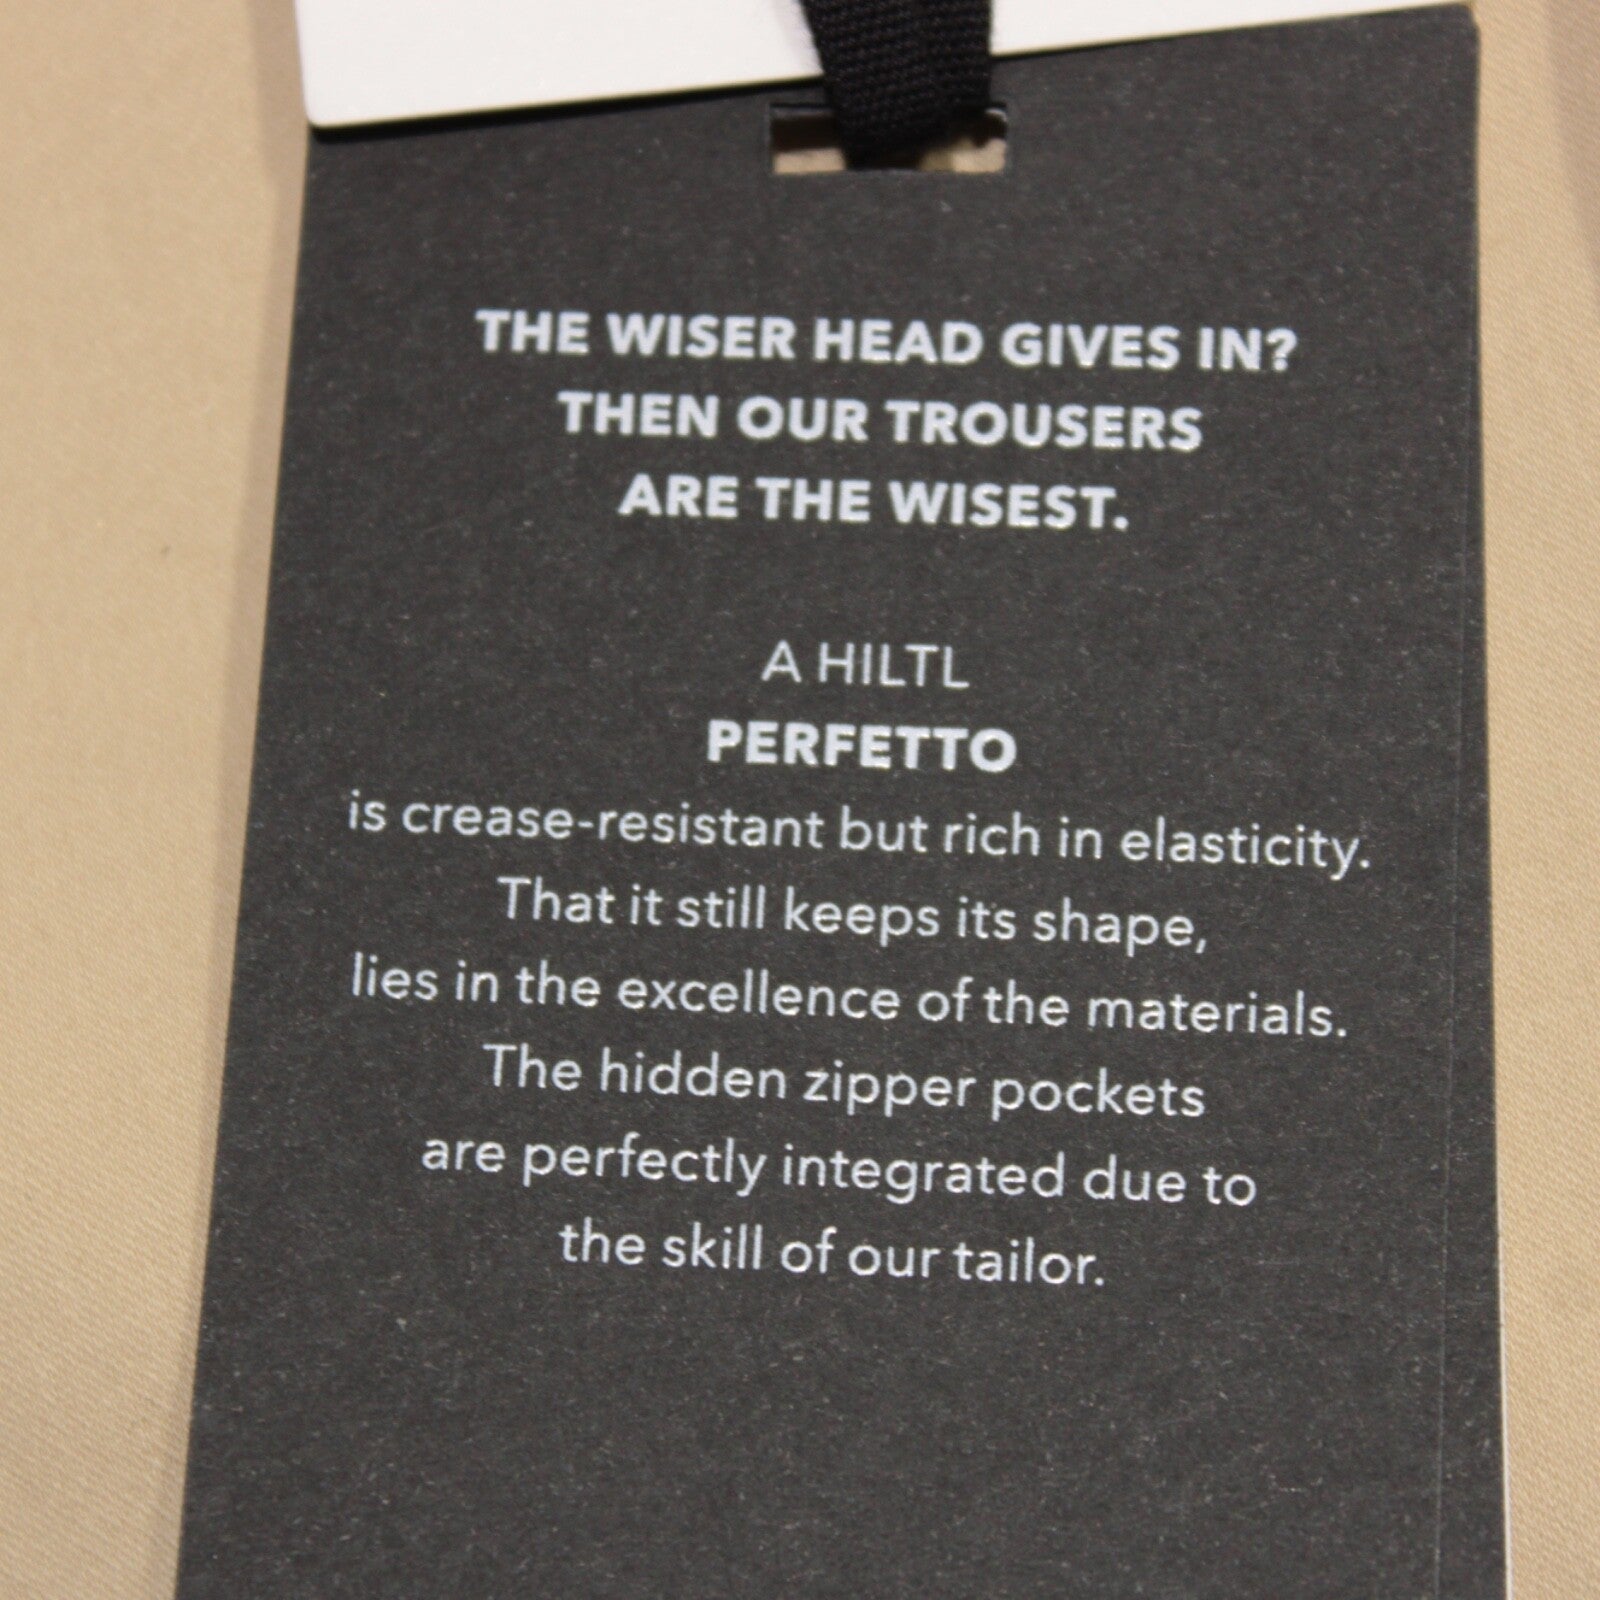 THE WISER HEAD GIVES IN?
THEN OUR TROUSERS
ARE THE WISEST.
A HILTL
PERFETTO
is crease-resistant but rich in elasticity.
That it still keeps its shape,
lies in the excellence of the materials.
The hidden zipper pockets
are perfectly integrated due to
the skill of our tailor.